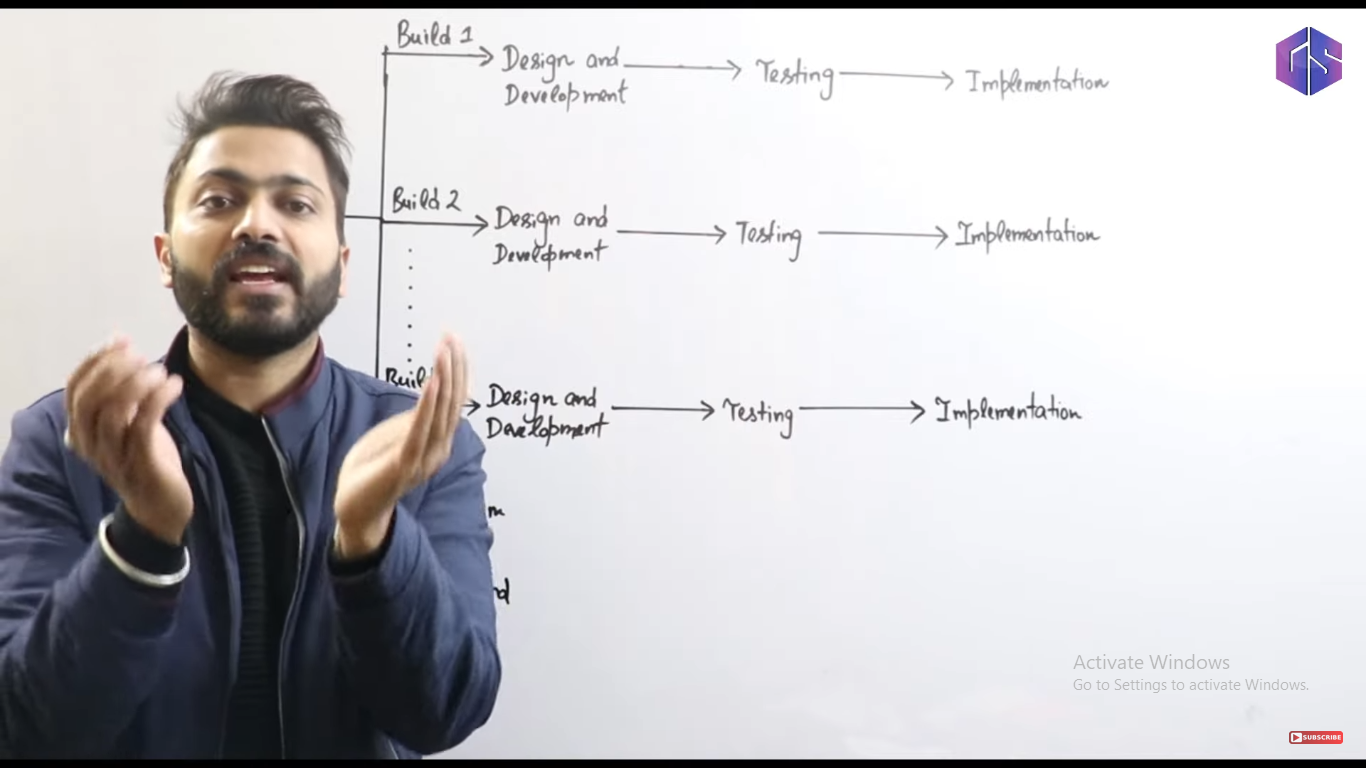 Build 1
Design and
Development
Testing
Implementation
Build 2
Design and
Development
Testing
Implementation
Design and
Development
Testing
Implementation
Activate Windows
Go to Settings to activate Windows.
SUBSCRIBE